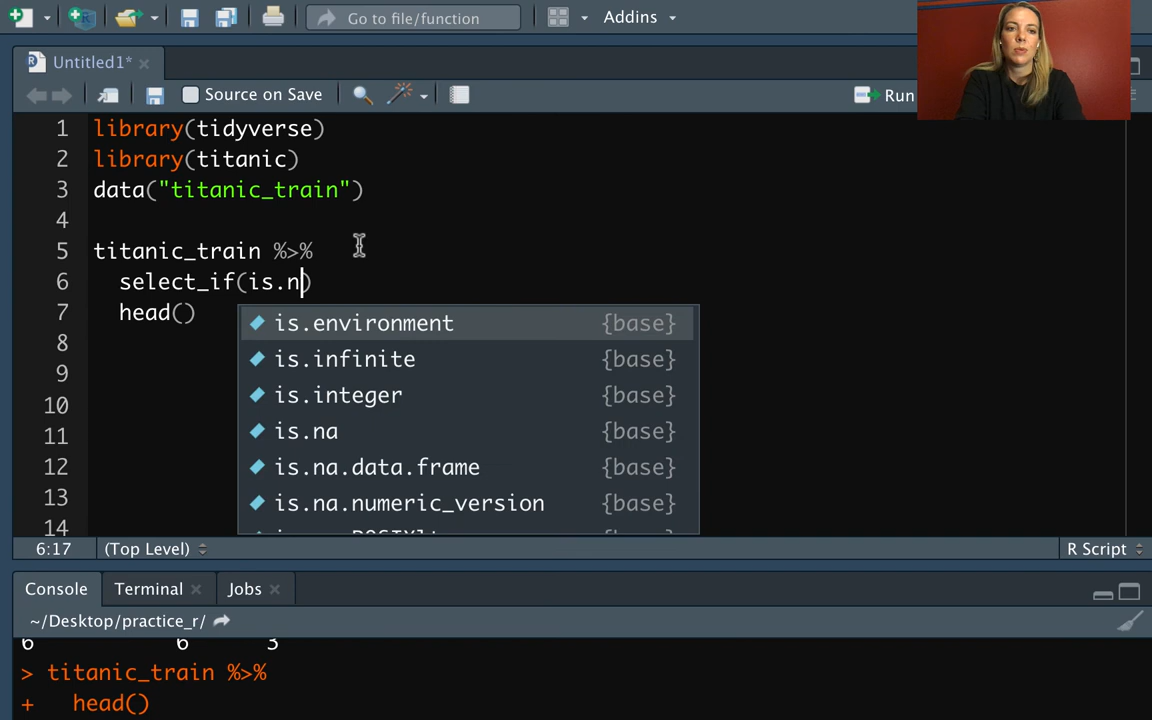 Go to file/function
Addins
Untitled1*
Source on Save
Run
1 library(tidyverse)
2 library(titanic)
3 data("titanic_train")
4
5 titanic_train %>%
6 select_if(is.n)
7 head()
8
9
10
11
12
13
14
is.environment {base}
is.infinite {base}
is.integer {base}
is.na {base}
is.na.data.frame {base}
is.na.numeric_version {base}
6:17 (Top Level) R Script
Console Terminal Jobs
~/Desktop/practice_r/
6 6 3
> titanic_train %>%
+ head()